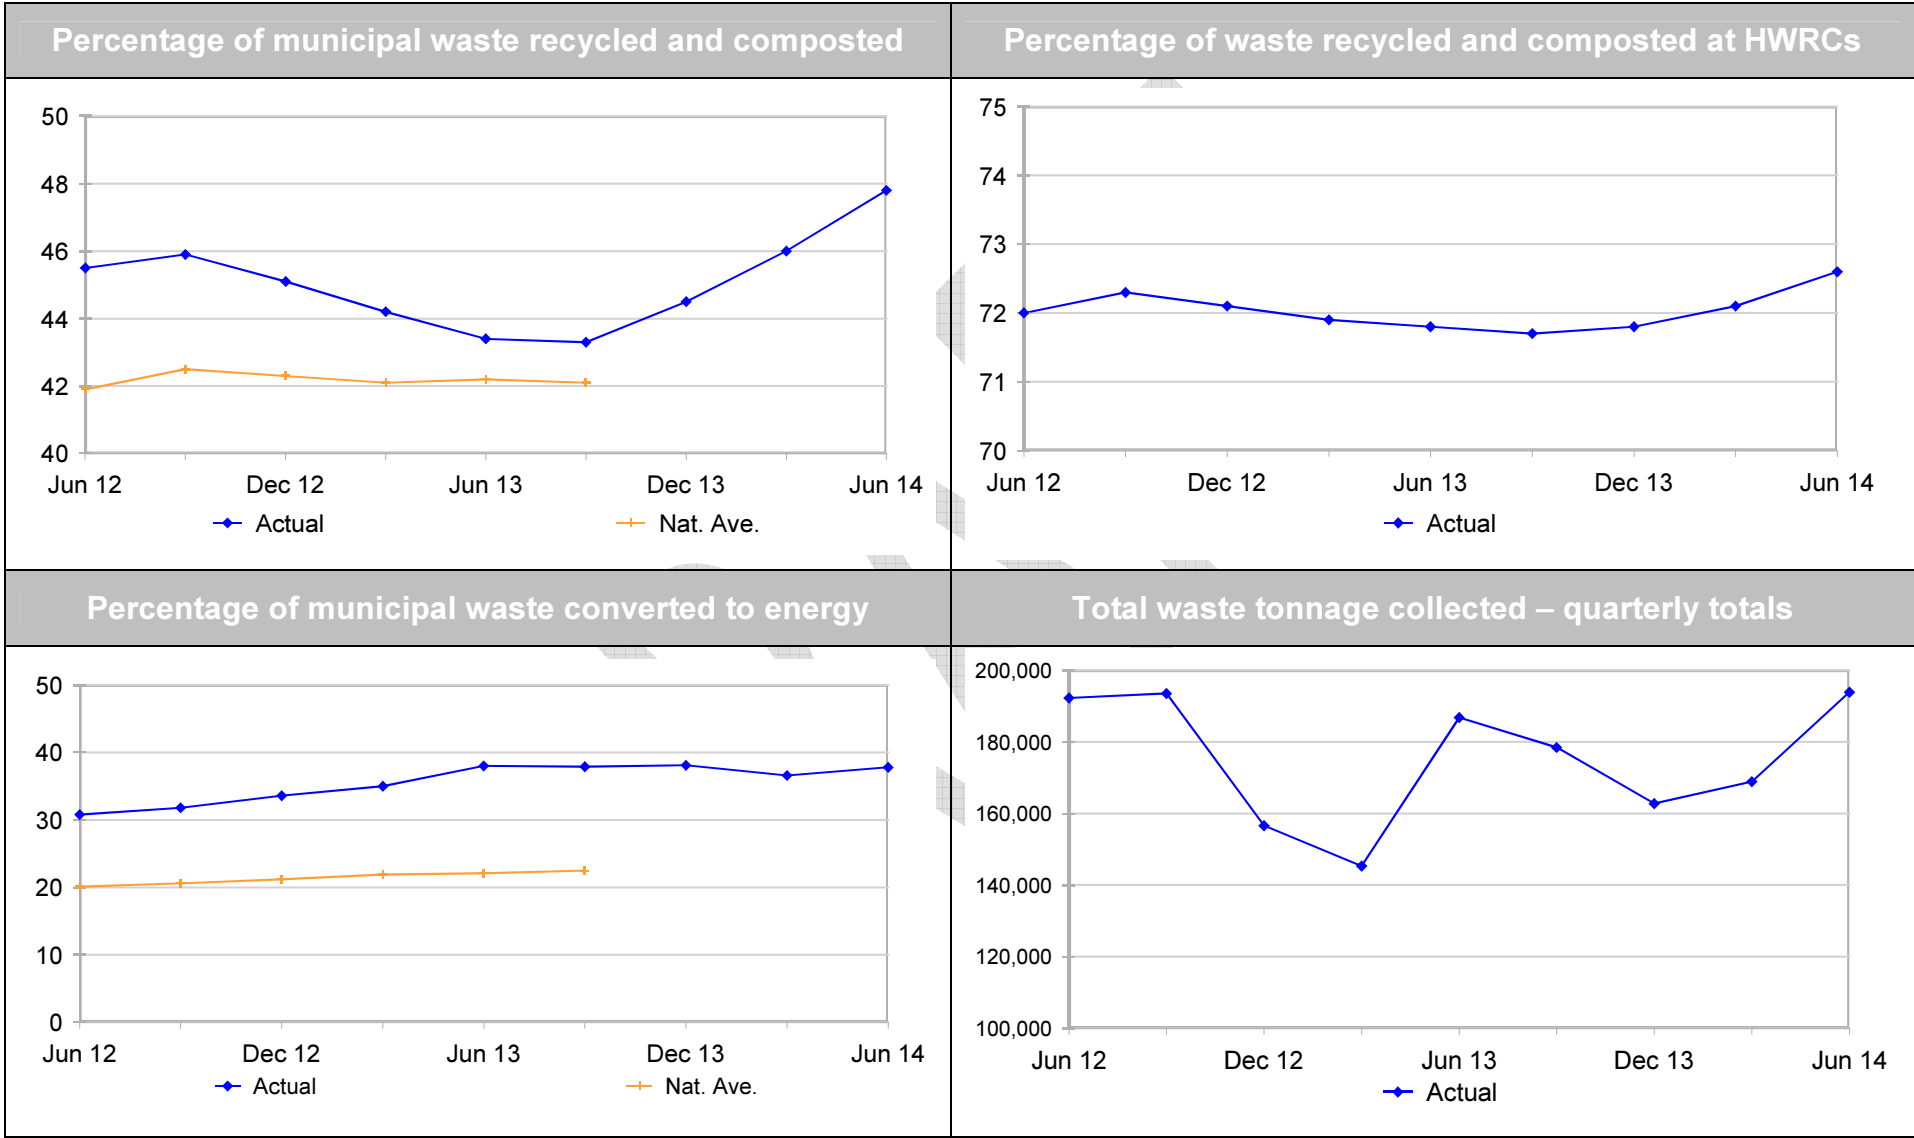 Percentage of municipal waste recycled and composted
50
48
46
44
42
40
Jun 12 Dec 12 Jun 13 Dec 13 Jun 14
Actual Nat. Ave.
Percentage of waste recycled and composted at HWRCs
75
74
73
72
71
70
Jun 12 Dec 12 Jun 13 Dec 13 Jun 14
Actual
Percentage of municipal waste converted to energy
50
40
30
20
10
0
Jun 12 Dec 12 Jun 13 Dec 13 Jun 14
Actual Nat. Ave.
Total waste tonnage collected – quarterly totals
200,000
180,000
160,000
140,000
120,000
100,000
Jun 12 Dec 12 Jun 13 Dec 13 Jun 14
Actual